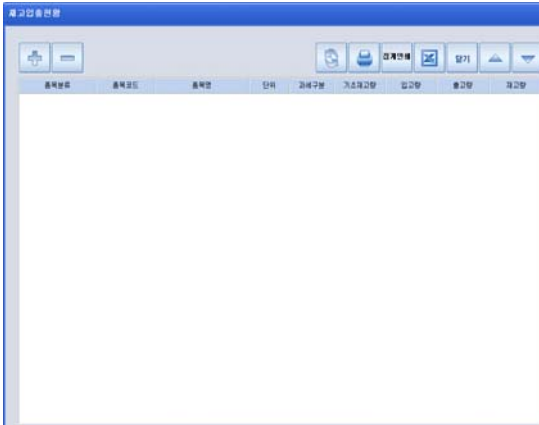 재고입출현황
집계인쇄 닫기
품목분류 품목코드 품목명 단위 과세구분 기초재고량 입고량 출고량 재고량